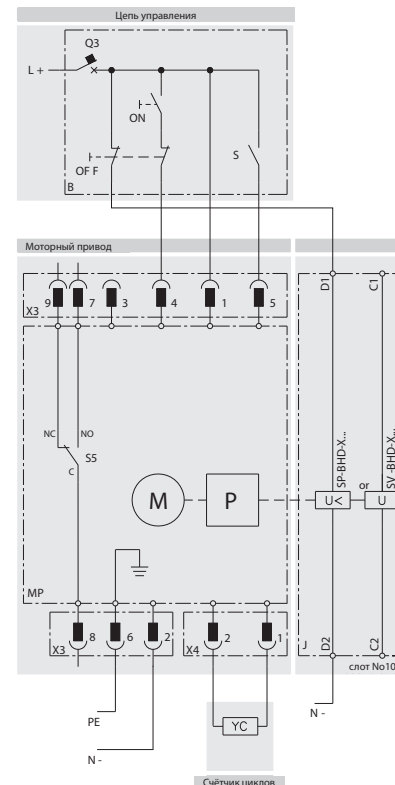 Цепь управления
Q3
L +
ON
OF F
S
B
Моторный привод
X3 9 7 3 4 1 5
D1 C1
NC NO
S5
C
M P
SP-BHD-X...
or
SV -BHD-X...
U< U
MP
X3 8 6 2 X4 2 1
J D2 C2
слот No10
PE
YC
N -
N -
Счётчик циклов